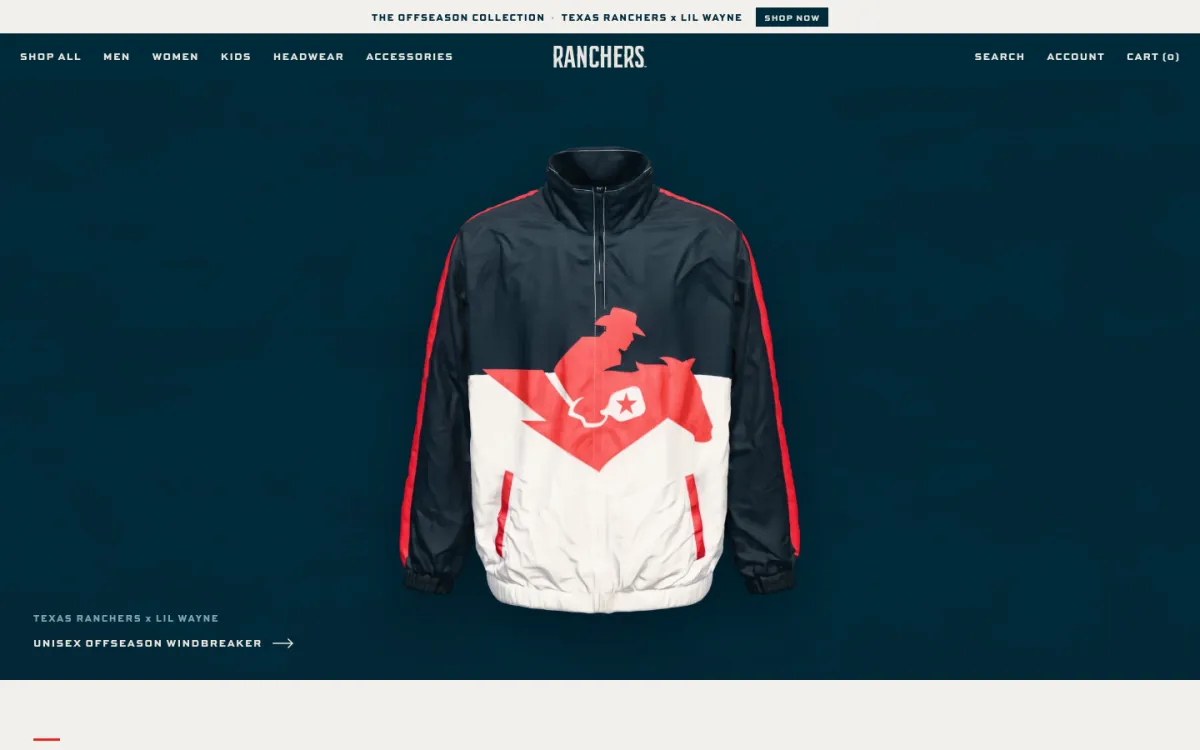 THE OFFSEASON COLLECTION · TEXAS RANCHERS x LIL WAYNE SHOP NOW
SHOP ALL MEN WOMEN KIDS HEADWEAR ACCESSORIES RANCHERS SEARCH ACCOUNT CART (0)
TEXAS RANCHERS x LIL WAYNE
UNISEX OFFSEASON WINDBREAKER →